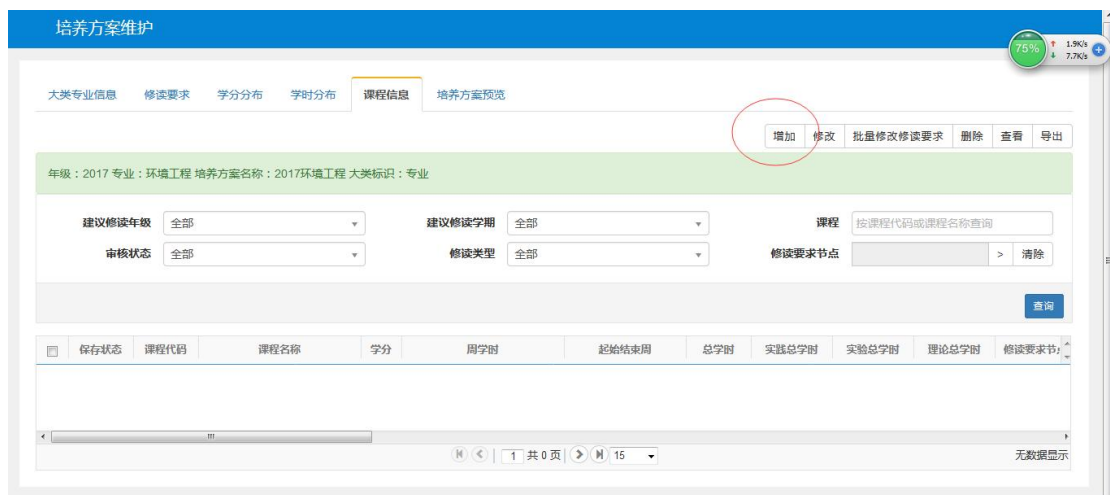 培养方案维护
75% ↑ 1.9K/s
↓ 7.7K/s
大类专业信息 修读要求 学分分布 学时分布 课程信息 培养方案预览
增加 修改 批量修改修读要求 删除 查看 导出
年级：2017 专业：环境工程 培养方案名称：2017环境工程 大类标识：专业
建议修读年级 全部 建议修读学期 全部 课程 按课程代码或课程名称查询
审核状态 全部 修读类型 全部 修读要求节点 > 清除
查询
保存状态 课程代码 课程名称 学分 周学时 起始结束周 总学时 实践总学时 实验总学时 理论总学时 修读要求节
1 共 0 页 15 无数据显示